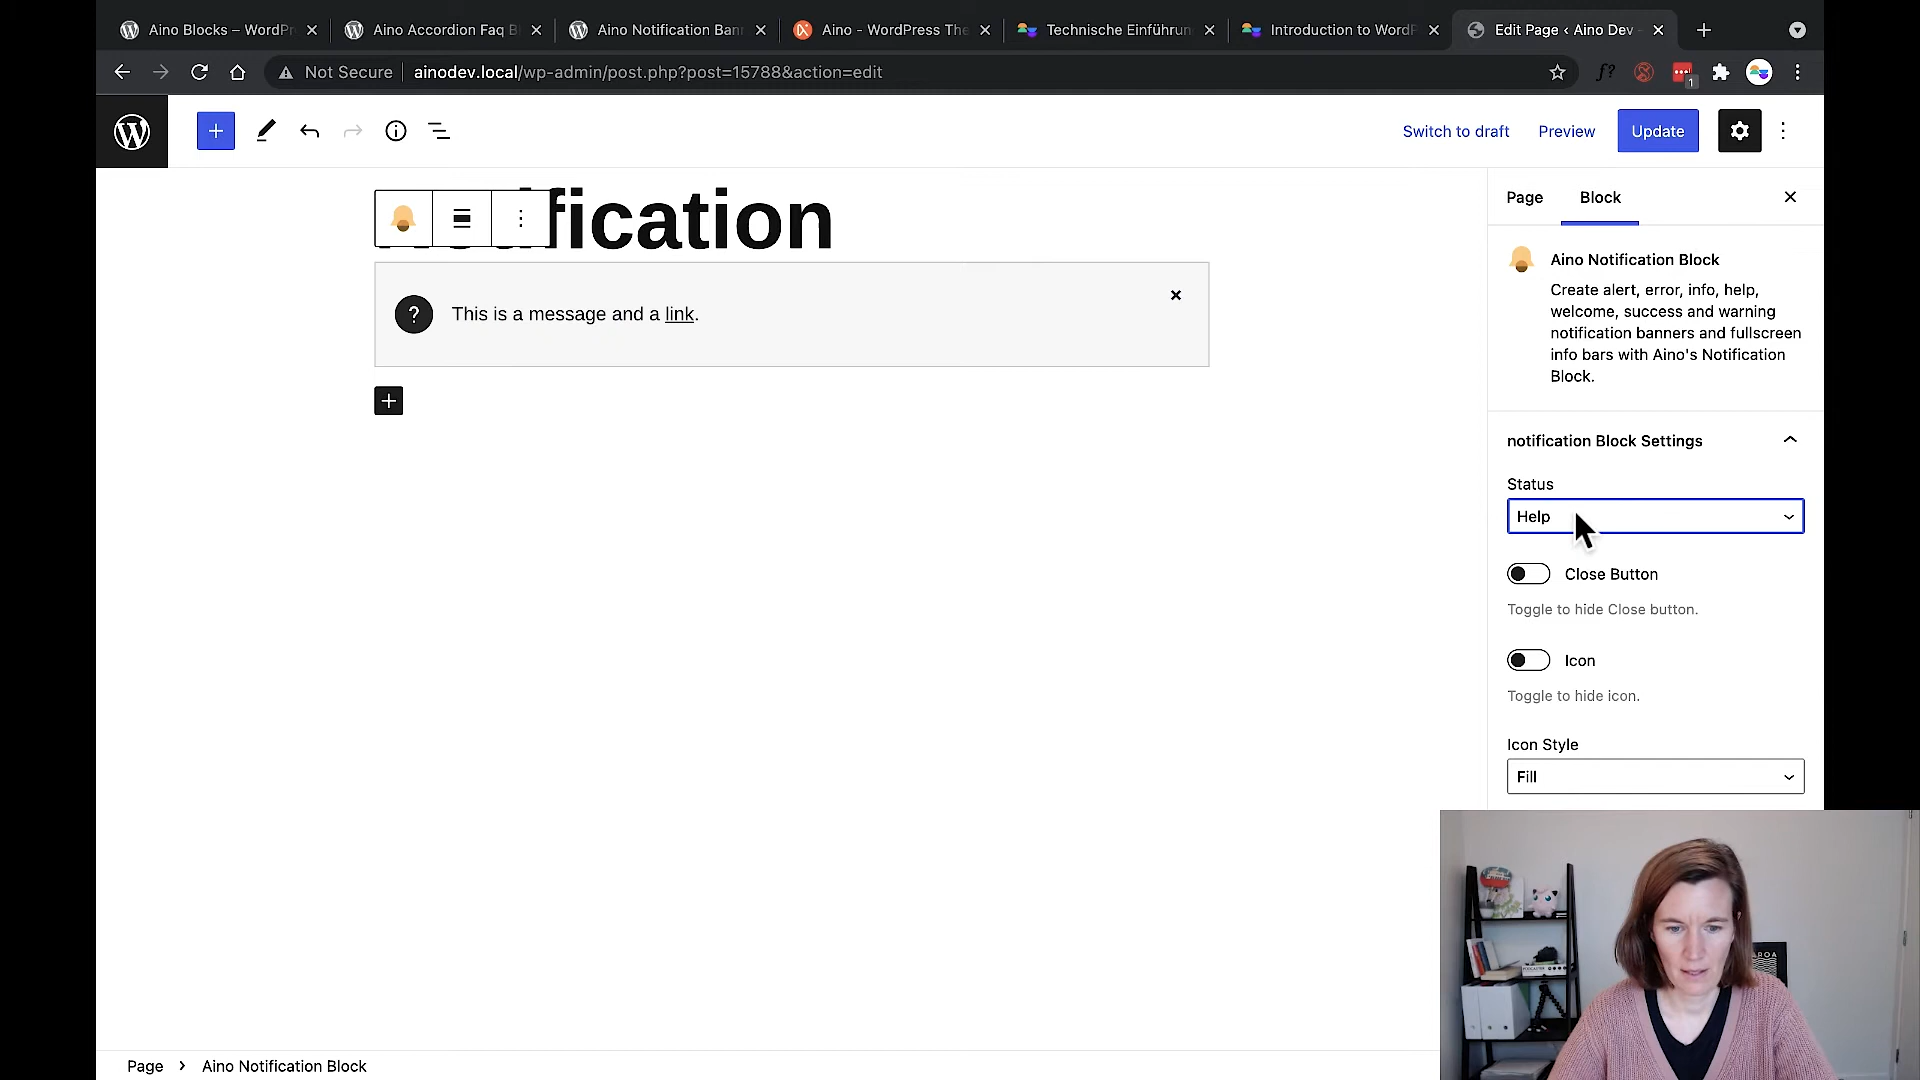 Aino Blocks – WordPr
Aino Accordion Faq B
Aino Notification Ban
Aino - WordPress The
Technische Einführun
Introduction to WordP
Edit Page ‹ Aino Dev -
Not Secure
ainodev.local/wp-admin/post.php?post=15788&action=edit
f?
1
Switch to draft
Preview
Update
ification
Page
Block
Aino Notification Block
Create alert, error, info, help,
welcome, success and warning
notification banners and fullscreen
info bars with Aino's Notification
Block.
? This is a message and a link.
notification Block Settings
Status
Help
Close Button
Toggle to hide Close button.
Icon
Toggle to hide icon.
Icon Style
Fill
Page
Aino Notification Block